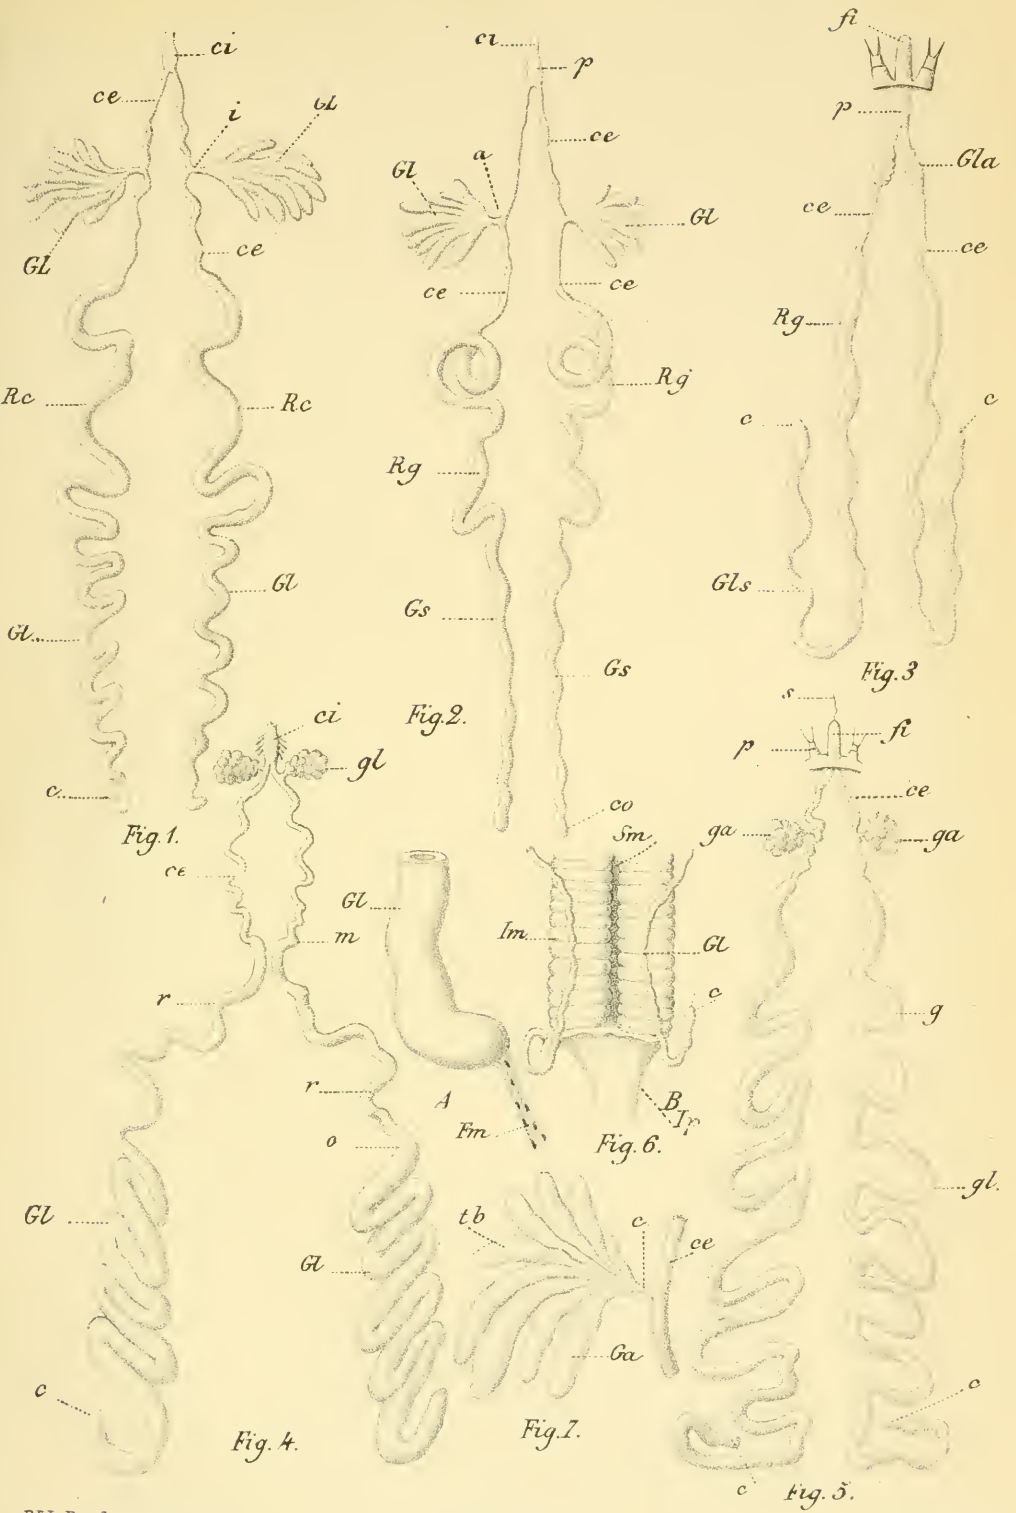 ci
ce
i
GL
GL
ce
Rc
Rc
Gl
Gl
c
Fig. 1.
ci
p
ce
a
Gl
Gl
ce
ce
Rg
Rg
Gs
Gs
co
Fig. 2.
fi
p
Gla
ce
ce
Rg
c
c
Gls
Fig. 3
ci
gl
ce
m
r
r
o
Gl
Gl
c
Fig. 4.
s
p
fi
ce
ga
ga
g
gl.
c
c
Fig. 5.
Gl
A
Fm
Sm
Im
Gl
c
B
Fig. 6.
tb
c
ce
Ga
Fig. 7.